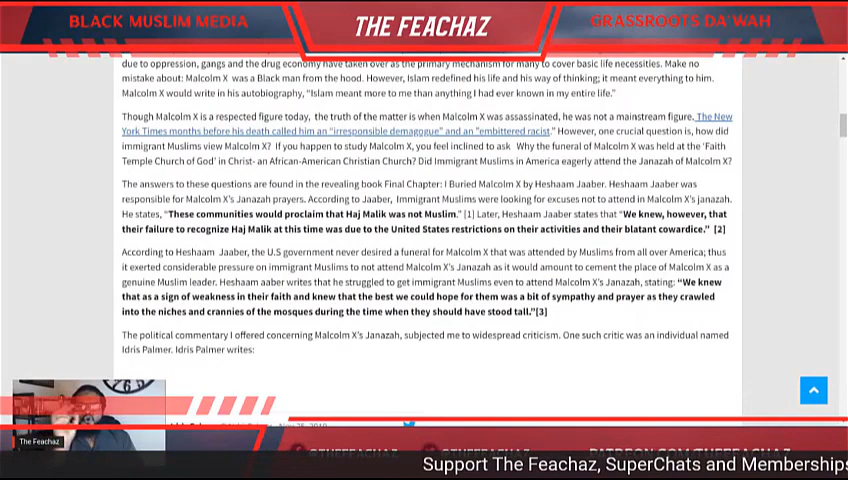 BLACK MUSLIM MEDIA
THE FEACHAZ
GRASSROOTS DA'WAH
due to oppression, gangs and the drug economy have taken over as the primary mechanism for many to cover basic life necessities. Make no
mistake about: Malcolm X was a Black man from the hood. However, Islam redefined his life and his way of thinking; it meant everything to him.
Malcolm X would write in his autobiography, "Islam meant more to me than anything I had ever known in my entire life."
Though Malcolm X is a respected figure today, the truth of the matter is when Malcolm X was assassinated, he was not a mainstream figure. The New
York Times months before his death called him an "irresponsible demagogue" and an "embittered racist." However, one crucial question is, how did
immigrant Muslims view Malcolm X? If you happen to study Malcolm X, you feel inclined to ask Why the funeral of Malcolm X was held at the 'Faith
Temple Church of God' in Christ- an African-American Christian Church? Did Immigrant Muslims in America eagerly attend the Janazah of Malcolm X?
The answers to these questions are found in the revealing book Final Chapter: I Buried Malcolm X by Heshaam Jaaber. Heshaam Jaaber was
responsible for Malcolm X's Janazah prayers. According to Jaaber, Immigrant Muslims were looking for excuses not to attend in Malcolm X's janazah.
He states, "These communities would proclaim that Haj Malik was not Muslim." [1] Later, Heshaam Jaaber states that "We knew, however, that
their failure to recognize Haj Malik at this time was due to the United States restrictions on their activities and their blatant cowardice." [2]
According to Heshaam Jaaber, the U.S government never desired a funeral for Malcolm X that was attended by Muslims from all over America; thus
it exerted considerable pressure on immigrant Muslims to not attend Malcolm X's Janazah as it would amount to cement the place of Malcolm X as a
genuine Muslim leader. Heshaam aaber writes that he struggled to get immigrant Muslims even to attend Malcolm X's Janazah, stating: "We knew
that as a sign of weakness in their faith and knew that the best we could hope for them was a bit of sympathy and prayer as they crawled
into the niches and crannies of the mosques during the time when they should have stood tall."[3]
The political commentary I offered concerning Malcolm X's Janazah, subjected me to widespread criticism. One such critic was an individual named
Idris Palmer. Idris Palmer writes:
The Feachaz
Support The Feachaz, SuperChats and Memberships